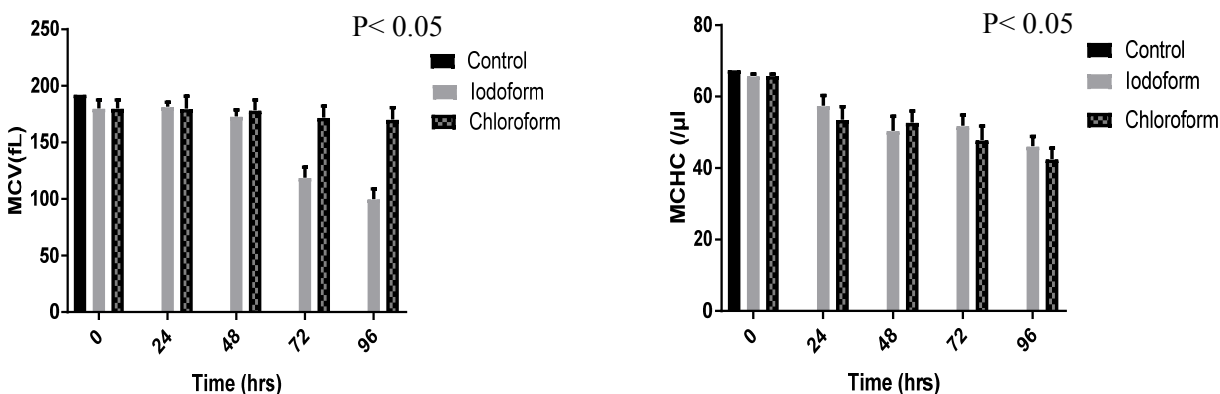 P< 0.05
250
200
150
100
50
0
MCV(fL)
Control
Iodoform
Chloroform
0
24
48
72
96
Time (hrs)
P< 0.05
80
60
40
20
0
MCHC (/µl
Control
Iodoform
Chloroform
0
24
48
72
96
Time (hrs)